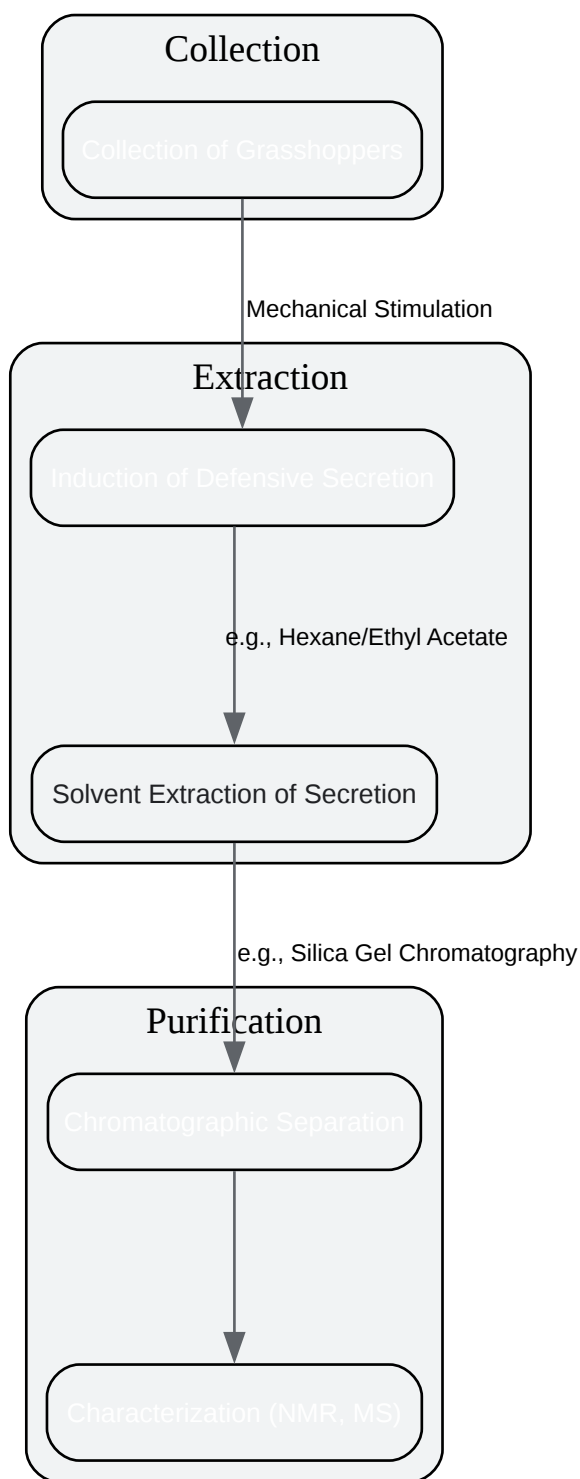 Collection
Collection of Grasshoppers
Mechanical Stimulation
Extraction
Induction of Defensive Secretion
e.g., Hexane/Ethyl Acetate
Solvent Extraction of Secretion
e.g., Silica Gel Chromatography
Purification
Chromatographic Separation
Characterization (NMR, MS)